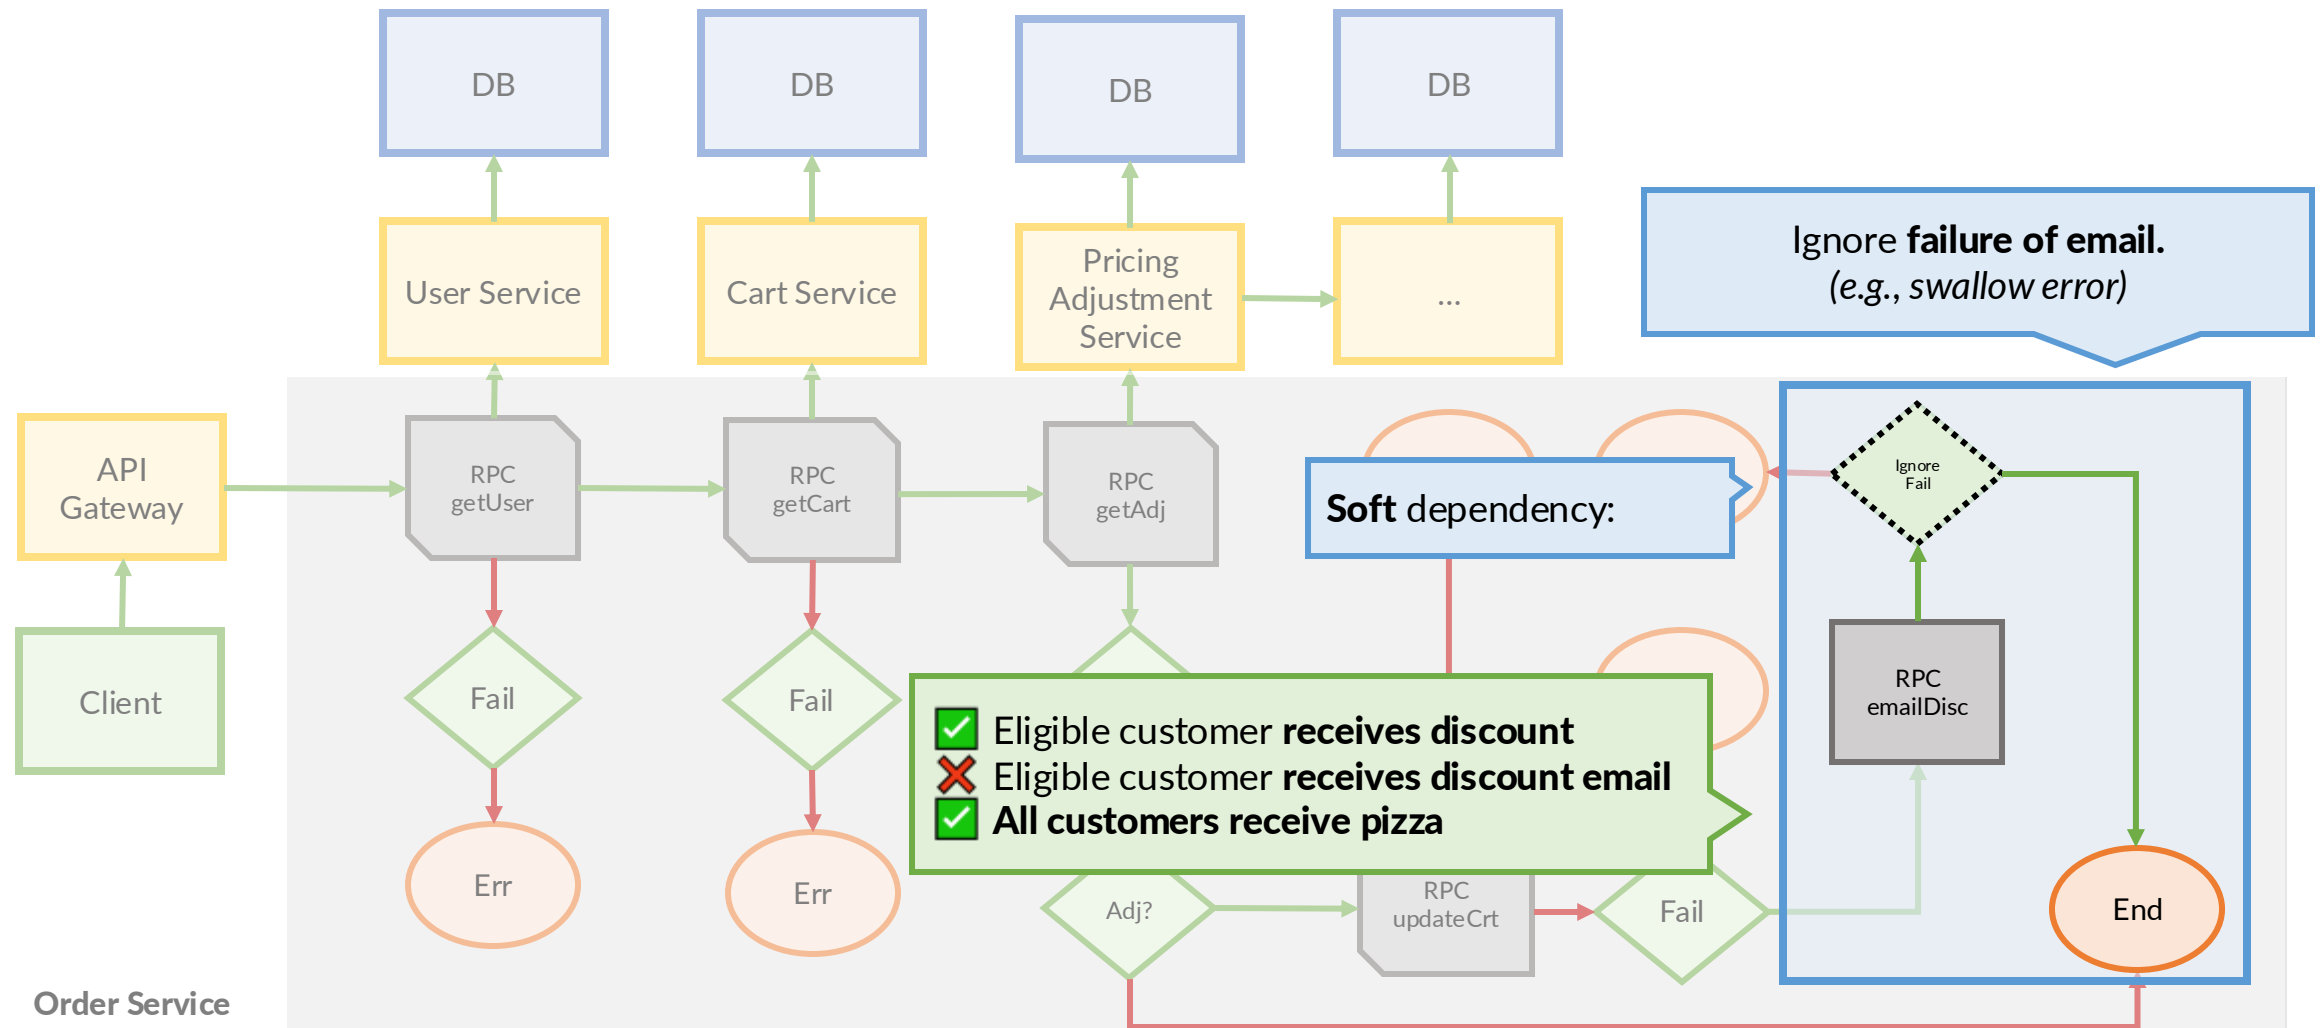 DB
DB
DB
DB
User Service
Cart Service
Pricing
Adjustment
Service
...
Ignore failure of email.
(e.g., swallow error)
API
Gateway
RPC
getUser
RPC
getCart
RPC
getAdj
Soft dependency:
Ignore
Fail
Client
Fail
Fail
RPC
emailDisc
Eligible customer receives discount
Eligible customer receives discount email
All customers receive pizza
Err
Err
Adj?
RPC
updateCrt
Fail
End
Order Service